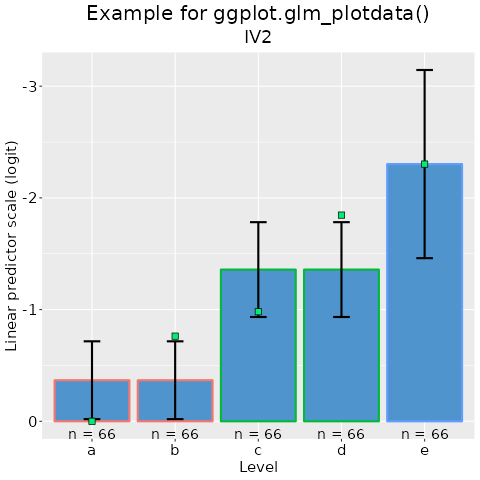 Example for ggplot.glm_plotdata()
IV2
Linear predictor scale (logit)
-3
-2
-1
0
n = 66 n = 66 n = 66 n = 66 n = 66
a b c d e
Level